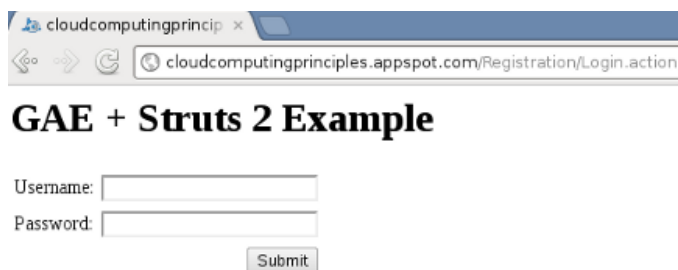 cloudcomputingprincip
cloudcomputingprinciples.appspot.com/Registration/Login.action
GAE + Struts 2 Example
Username:
Password:
Submit